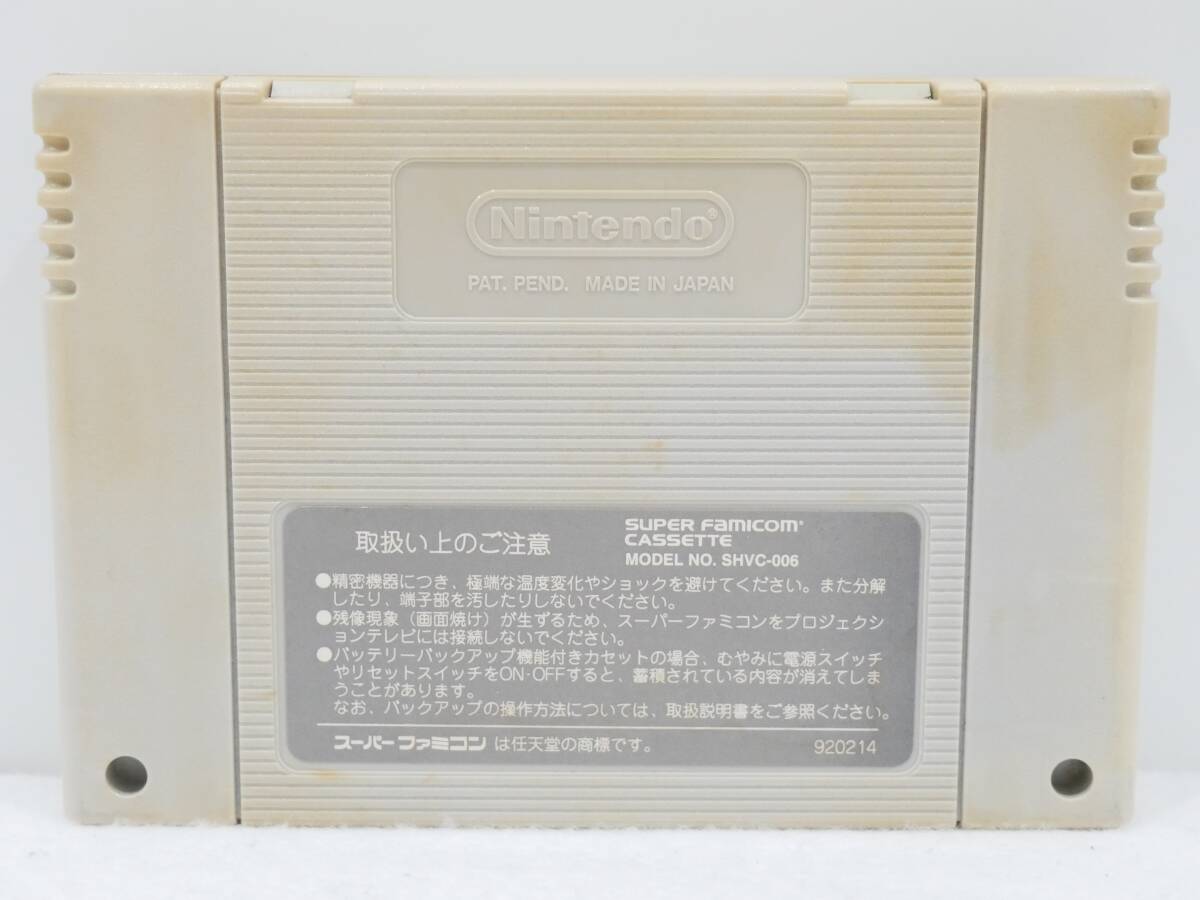 Nintendo®
PAT. PEND. MADE IN JAPAN
取扱い上のご注意
SUPER FAMICOM®
CASSETTE
MODEL NO. SHVC-006
●精密機器につき、極端な温度変化やショックを避けてください。また分解
したり、端子部を汚したりしないでください。
●残像現象（画面焼け）が生ずるため、スーパーファミコンをプロジェクシ
ョンテレビには接続しないでください。
●バッテリーバックアップ機能付きカセットの場合、むやみに電源スイッチ
やリセットスイッチをON·OFFすると、蓄積されている内容が消えてしま
うことがあります。
なお、バックアップの操作方法については、取扱説明書をご参照ください。
スーパーファミコンは任天堂の商標です。
920214